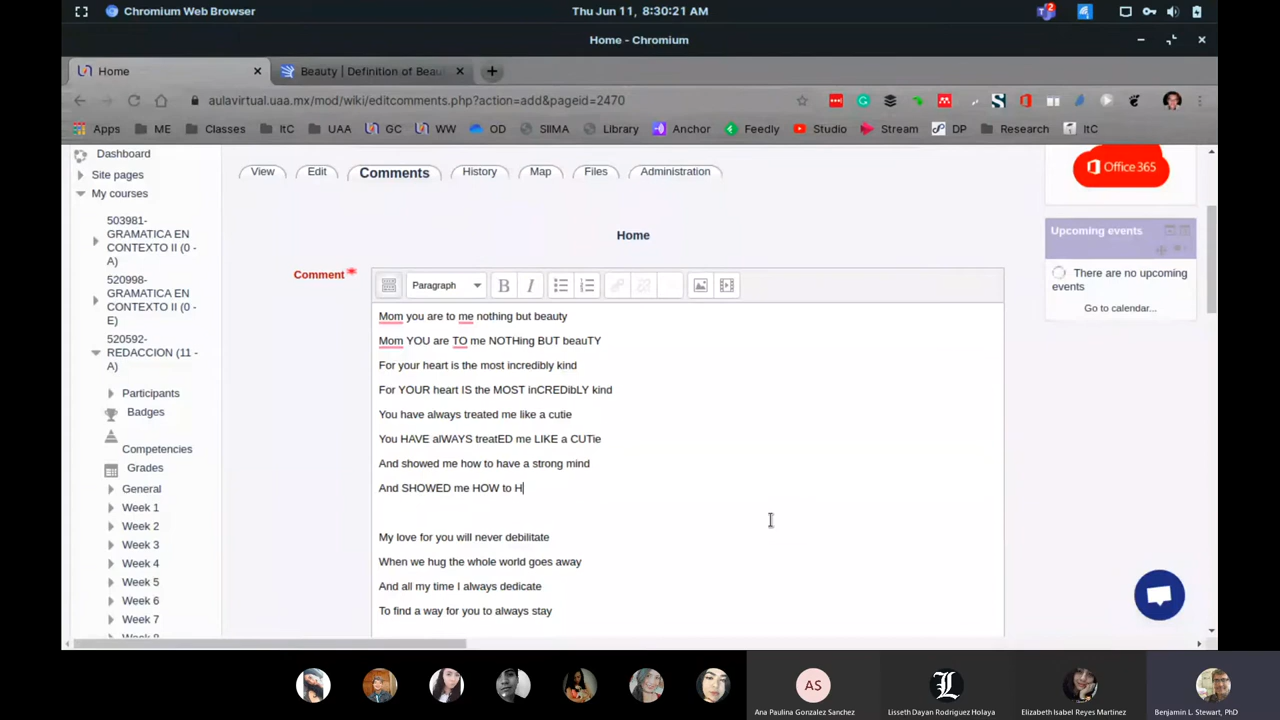 Chromium Web Browser Thu Jun 11, 8:30:21 AM 2
Home - Chromium
Home Beauty | Definition of Beau
aulavirtual.uaa.mx/mod/wiki/editcomments.php?action=add&pageid=2470
Apps ME Classes ItC UAA GC WW OD SIIMA Library Anchor Feedly Studio Stream DP Research ItC
Dashboard
Site pages
My courses
503981-
GRAMATICA EN
CONTEXTO II (0 -
A)
520998-
GRAMATICA EN
CONTEXTO II (0 -
E)
520592-
REDACCION (11 -
A)
Participants
Badges
Competencies
Grades
General
Week 1
Week 2
Week 3
Week 4
Week 5
Week 6
Week 7
Week 8
View Edit Comments History Map Files Administration
Home
Comment
Paragraph B I
Mom you are to me nothing but beauty
Mom YOU are TO me NOTHing BUT beauTY
For your heart is the most incredibly kind
For YOUR heart IS the MOST inCREDibLY kind
You have always treated me like a cutie
You HAVE alWAYS treatED me LIKE a CUTie
And showed me how to have a strong mind
And SHOWED me HOW to H
My love for you will never debilitate
When we hug the whole world goes away
And all my time I always dedicate
To find a way for you to always stay
Office 365
Upcoming events
There are no upcoming
events
Go to calendar...
AS
Ana Paulina Gonzalez Sanchez
L
Lisseth Dayan Rodriguez Holaya
Elizabeth Isabel Reyes Martinez
Benjamin L. Stewart, PhD